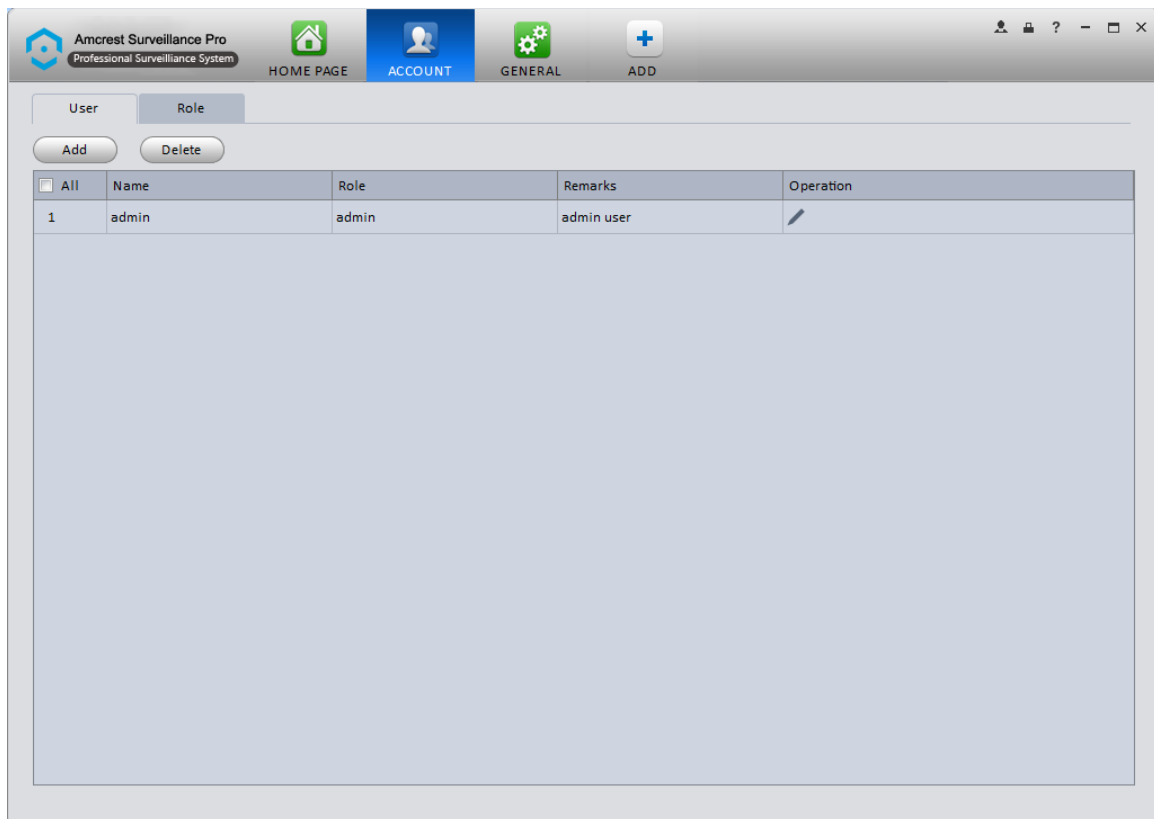 Amcrest Surveillance Pro
Professional Surveillance System
HOME PAGE
ACCOUNT
GENERAL
ADD
?
User
Role
Add
Delete
All Name Role Remarks Operation
1 admin admin admin user